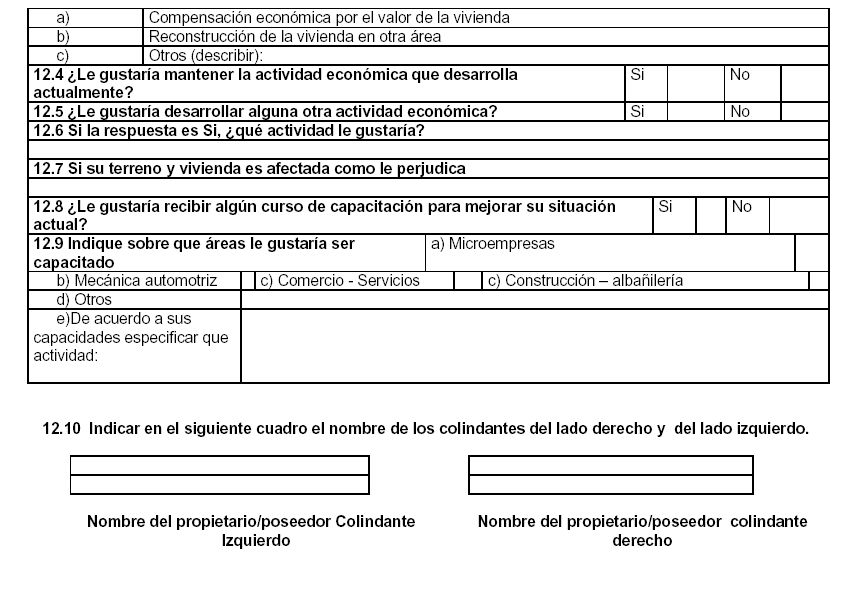 a) Compensación económica por el valor de la vivienda
b) Reconstrucción de la vivienda en otra área
c) Otros (describir):
12.4 ¿Le gustaría mantener la actividad económica que desarrolla Si No
actualmente?
12.5 ¿Le gustaría desarrollar alguna otra actividad económica? Si No
12.6 Si la respuesta es Si, ¿qué actividad le gustaría?
12.7 Si su terreno y vivienda es afectada como le perjudica
12.8 ¿Le gustaría recibir algún curso de capacitación para mejorar su situación Si No
actual?
12.9 Indique sobre que áreas le gustaría ser a) Microempresas
capacitado
b) Mecánica automotriz c) Comercio - Servicios c) Construcción – albañilería
d) Otros
e)De acuerdo a sus
capacidades especificar que
actividad:
12.10 Indicar en el siguiente cuadro el nombre de los colindantes del lado derecho y del lado izquierdo.
Nombre del propietario/poseedor Colindante
Izquierdo
Nombre del propietario/poseedor colindante
derecho